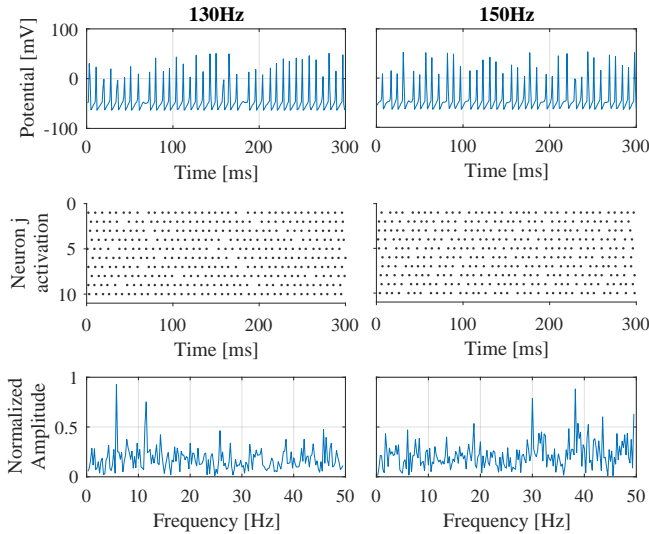 130Hz 150Hz
Potential [mV]
100
0
-100
0 100 200 300 0 100 200 300
Time [ms] Time [ms]
Neuron j
activation
0
5
10
0 100 200 300 0 100 200 300
Time [ms] Time [ms]
Normalized
Amplitude
1
0.5
0
0 10 20 30 40 50 0 10 20 30 40 50
Frequency [Hz] Frequency [Hz]